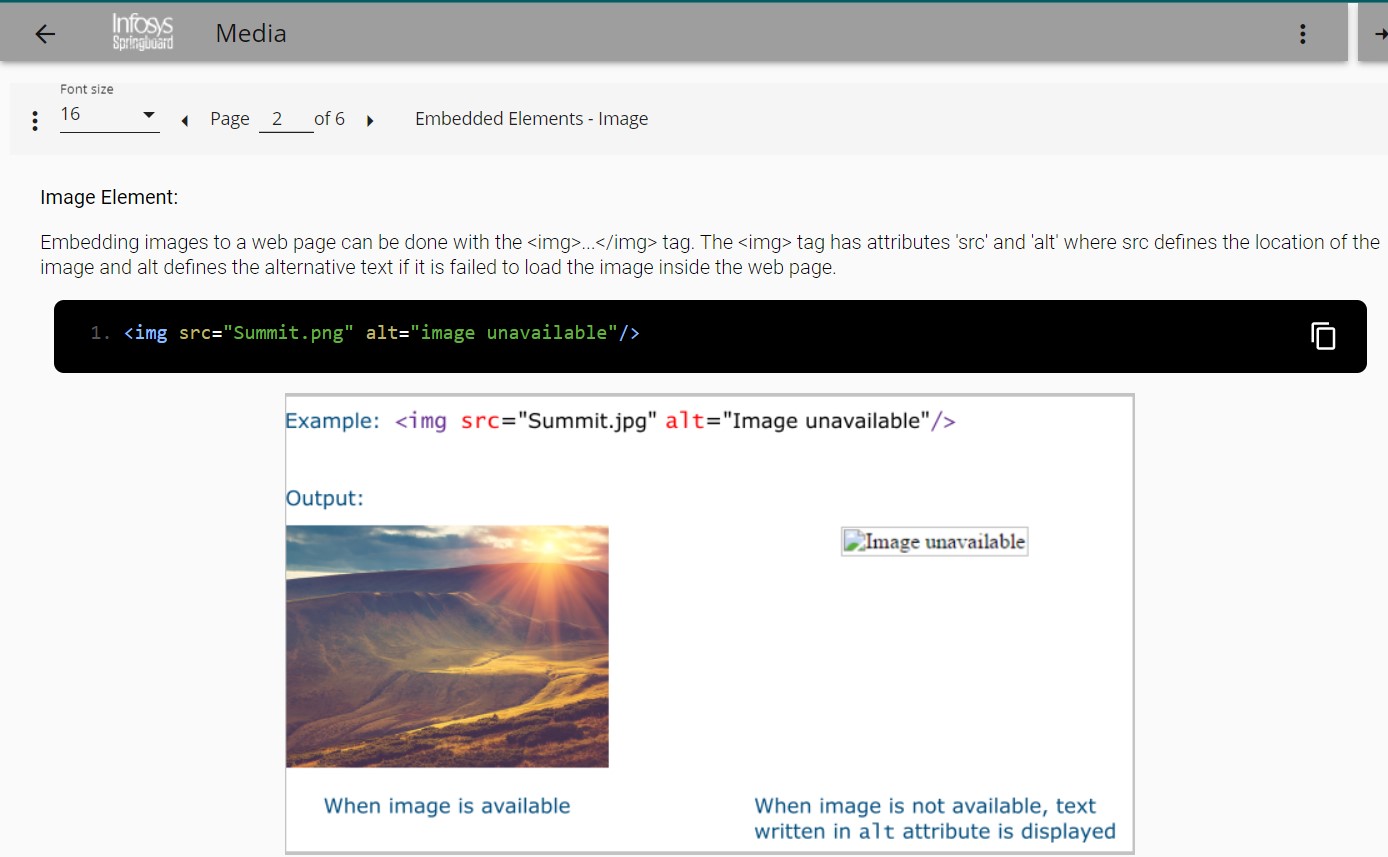 Infosys
Springboard
Media
Font size
16
Page 2 of 6
Embedded Elements - Image
Image Element:
Embedding images to a web page can be done with the <img>...</img> tag. The <img> tag has attributes 'src' and 'alt' where src defines the location of the
image and alt defines the alternative text if it is failed to load the image inside the web page.
1. <img src="Summit.png" alt="image unavailable"/>
Example: <img src="Summit.jpg" alt="Image unavailable"/>
Output:
Image unavailable
When image is available
When image is not available, text
written in alt attribute is displayed